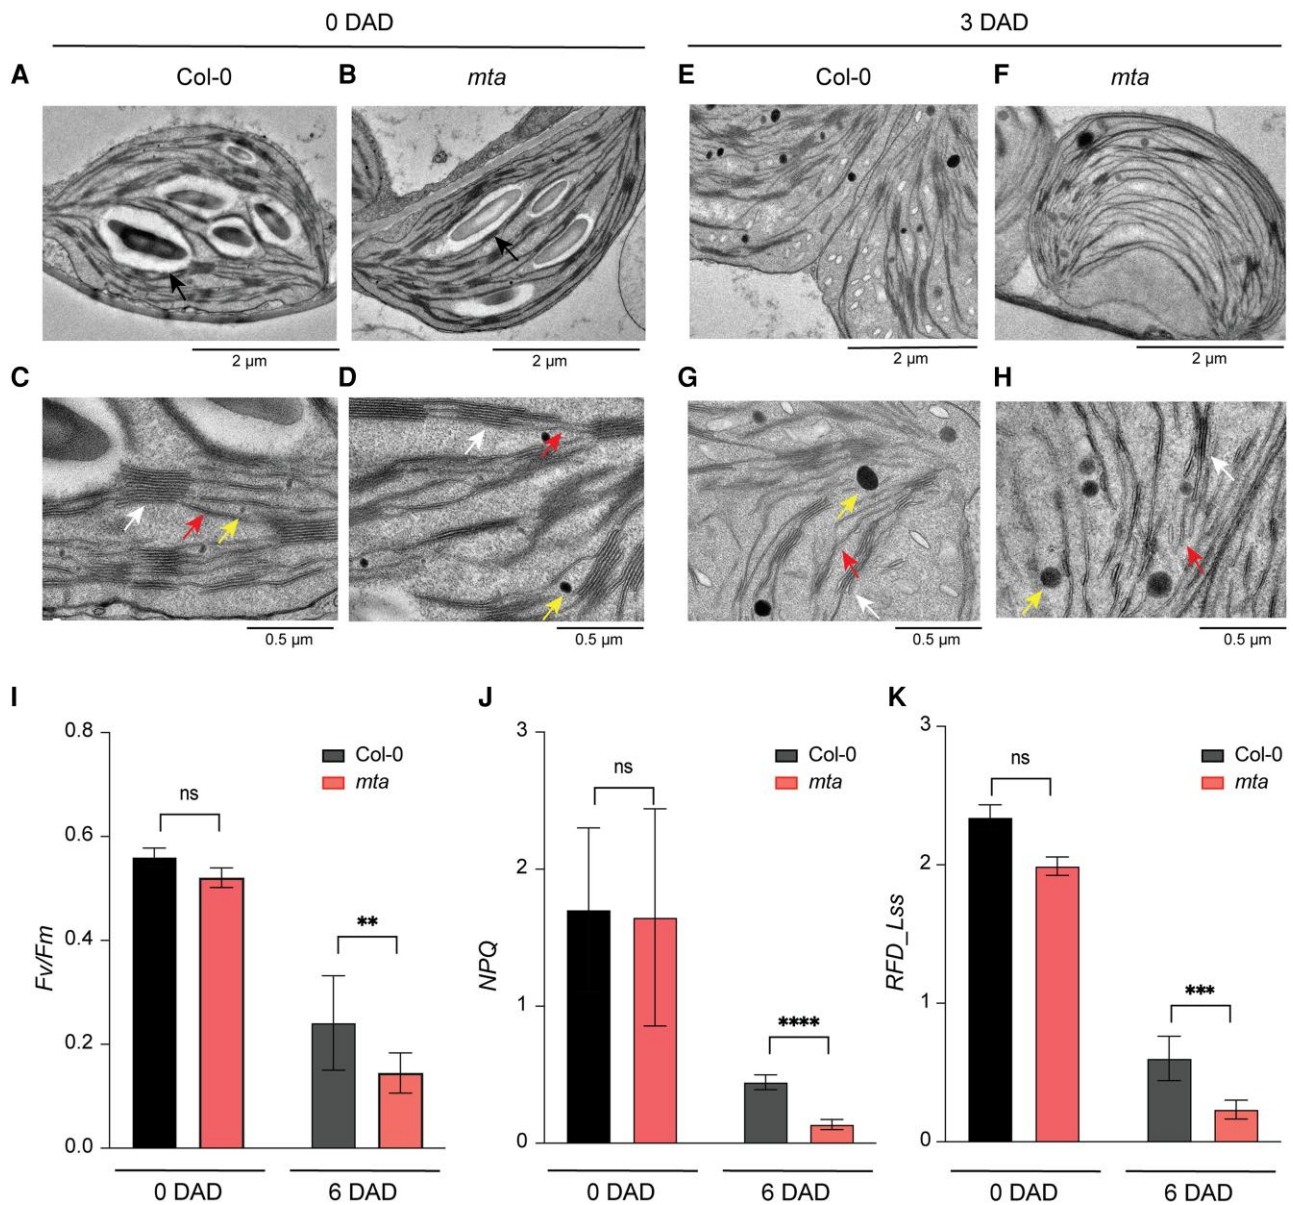 0 DAD 3 DAD
A Col-0 B mta E Col-0 F mta
2 µm 2 µm 2 µm 2 µm
C D G H
0.5 µm 0.5 µm 0.5 µm 0.5 µm
I J K
Fv/Fm
0.8
0.6
0.4
0.2
0.0
Col-0
mta
ns
**
0 DAD 6 DAD
NPQ
3
2
1
0
Col-0
mta
ns
****
0 DAD 6 DAD
RFD_Lss
3
2
1
0
Col-0
mta
ns
***
0 DAD 6 DAD